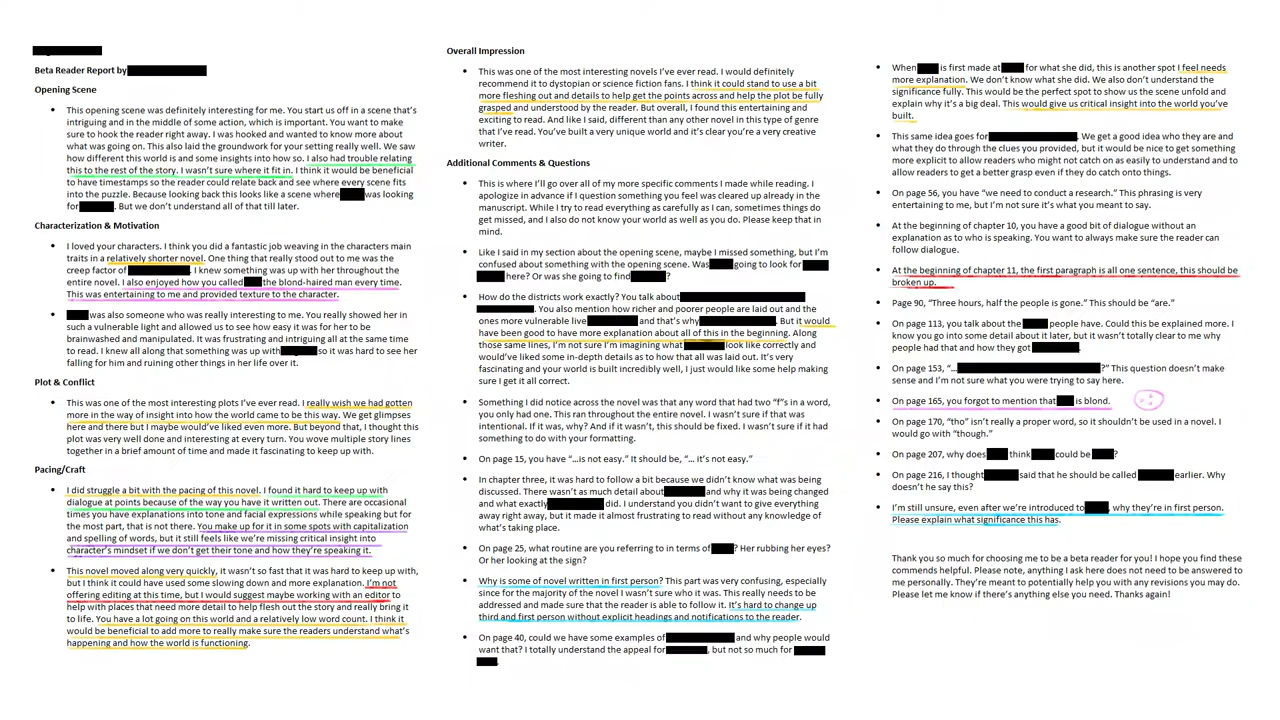 Beta Reader Report by
Opening Scene
• This opening scene was definitely interesting for me. You start us off in a scene that's
intriguing and in the middle of some action, which is important. You want to make
sure to hook the reader right away. I was hooked and wanted to know more about
what was going on. This also laid the groundwork for your setting really well. We saw
how different this world is and some insights into how so. I also had trouble relating
this to the rest of the story. I wasn't sure where it fit in. I think it would be beneficial
to have timestamps so the reader could relate back and see where every scene fits
into the puzzle. Because looking back this looks like a scene where was looking
for . But we don't understand all of that till later.
Characterization & Motivation
• I loved your characters. I think you did a fantastic job weaving in the characters main
traits in a relatively shorter novel. One thing that really stood out to me was the
creep factor of . I knew something was up with her throughout the
entire novel. I also enjoyed how you called the blond-haired man every time.
This was entertaining to me and provided texture to the character.
• was also someone who was really interesting to me. You really showed her in
such a vulnerable light and allowed us to see how easy it was for her to be
brainwashed and manipulated. It was frustrating and intriguing all at the same time
to read. I knew all along that something was up with so it was hard to see her
falling for him and ruining other things in her life over it.
Plot & Conflict
• This was one of the most interesting plots I've ever read. I really wish we had gotten
more in the way of insight into how the world came to be this way. We get glimpses
here and there but I maybe would've liked even more. But beyond that, I thought this
plot was very well done and interesting at every turn. You wove multiple story lines
together in a brief amount of time and made it fascinating to keep up with.
Pacing/Craft
• I did struggle a bit with the pacing of this novel. I found it hard to keep up with
dialogue at points because of the way you have it written out. There are occasional
times you have explanations into tone and facial expressions while speaking but for
the most part, that is not there. You make up for it in some spots with capitalization
and spelling of words, but it still feels like we're missing critical insight into
character's mindset if we don't get their tone and how they're speaking it.
• This novel moved along very quickly, it wasn't so fast that it was hard to keep up with,
but I think it could have used some slowing down and more explanation. I'm not
offering editing at this time, but I would suggest maybe working with an editor to
help with places that need more detail to help flesh out the story and really bring it
to life. You have a lot going on this world and a relatively low word count. I think it
would be beneficial to add more to really make sure the readers understand what's
happening and how the world is functioning.
Overall Impression
• This was one of the most interesting novels I've ever read. I would definitely
recommend it to dystopian or science fiction fans. I think it could stand to use a bit
more fleshing out and details to help get the points across and help the plot be fully
grasped and understood by the reader. But overall, I found this entertaining and
exciting to read. And like I said, different than any other novel in this type of genre
that I've read. You've built a very unique world and it's clear you're a very creative
writer.
Additional Comments & Questions
• This is where I'll go over all of my more specific comments I made while reading. I
apologize in advance if I question something you feel was cleared up already in the
manuscript. While I try to read everything as carefully as I can, sometimes things do
get missed, and I also do not know your world as well as you do. Please keep that in
mind.
• Like I said in my section about the opening scene, maybe I missed something, but I'm
confused about something with the opening scene. Was going to look for
here? Or was she going to find ?
• How do the districts work exactly? You talk about
. You also mention how richer and poorer people are laid out and the
ones more vulnerable live and that's why . But it would
have been good to have more explanation about all of this in the beginning. Along
those same lines, I'm not sure I'm imagining what look like correctly and
would've liked some in-depth details as to how that all was laid out. It's very
fascinating and your world is built incredibly well, I just would like some help making
sure I get it all correct.
• Something I did notice across the novel was that any word that had two "f"s in a word,
you only had one. This ran throughout the entire novel. I wasn't sure if that was
intentional. If it was, why? And if it wasn't, this should be fixed. I wasn't sure if it had
something to do with your formatting.
• On page 15, you have "…is not easy." It should be, "… it's not easy."
• In chapter three, it was hard to follow a bit because we didn't know what was being
discussed. There wasn't as much detail about and why it was being changed
and what exactly did. I understand you didn't want to give everything
away right away, but it made it almost frustrating to read without any knowledge of
what's taking place.
• On page 25, what routine are you referring to in terms of ? Her rubbing her eyes?
Or her looking at the sign?
• Why is some of novel written in first person? This part was very confusing, especially
since for the majority of the novel I wasn't sure who it was. This really needs to be
addressed and made sure that the reader is able to follow it. It's hard to change up
third and first person without explicit headings and notifications to the reader.
• On page 40, could we have some examples of and why people would
want that? I totally understand the appeal for , but not so much for
.
• When is first made at for what she did, this is another spot I feel needs
more explanation. We don't know what she did. We also don't understand the
significance fully. This would be the perfect spot to show us the scene unfold and
explain why it's a big deal. This would give us critical insight into the world you've
built.
• This same idea goes for . We get a good idea who they are and
what they do through the clues you provided, but it would be nice to get something
more explicit to allow readers who might not catch on as easily to understand and to
allow readers to get a better grasp even if they do catch onto things.
• On page 56, you have "we need to conduct a research." This phrasing is very
entertaining to me, but I'm not sure it's what you meant to say.
• At the beginning of chapter 10, you have a good bit of dialogue without an
explanation as to who is speaking. You want to always make sure the reader can
follow dialogue.
• At the beginning of chapter 11, the first paragraph is all one sentence, this should be
broken up.
• Page 90, "Three hours, half the people is gone." This should be "are."
• On page 113, you talk about the people have. Could this be explained more. I
know you go into some detail about it later, but it wasn't totally clear to me why
people had that and how they got .
• On page 153, "… ?" This question doesn't make
sense and I'm not sure what you were trying to say here.
• On page 165, you forgot to mention that is blond.
• On page 170, "tho" isn't really a proper word, so it shouldn't be used in a novel. I
would go with "though."
• On page 207, why does think could be ?
• On page 216, I thought said that he should be called earlier. Why
doesn't he say this?
• I'm still unsure, even after we're introduced to , why they're in first person.
Please explain what significance this has.
Thank you so much for choosing me to be a beta reader for you! I hope you find these
commends helpful. Please note, anything I ask here does not need to be answered to
me personally. They're meant to potentially help you with any revisions you may do.
Please let me know if there's anything else you need. Thanks again!